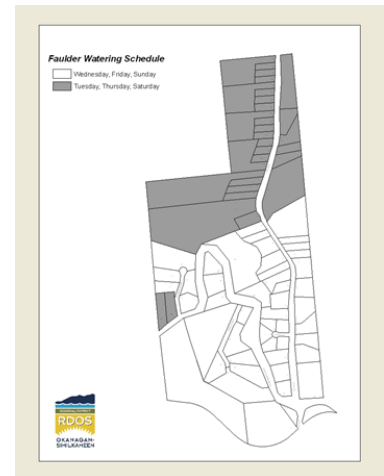 Faulder Watering Schedule
Wednesday, Friday, Sunday
Tuesday, Thursday, Saturday
RDOS
OKANAGAN-
SIMILKAMEEN